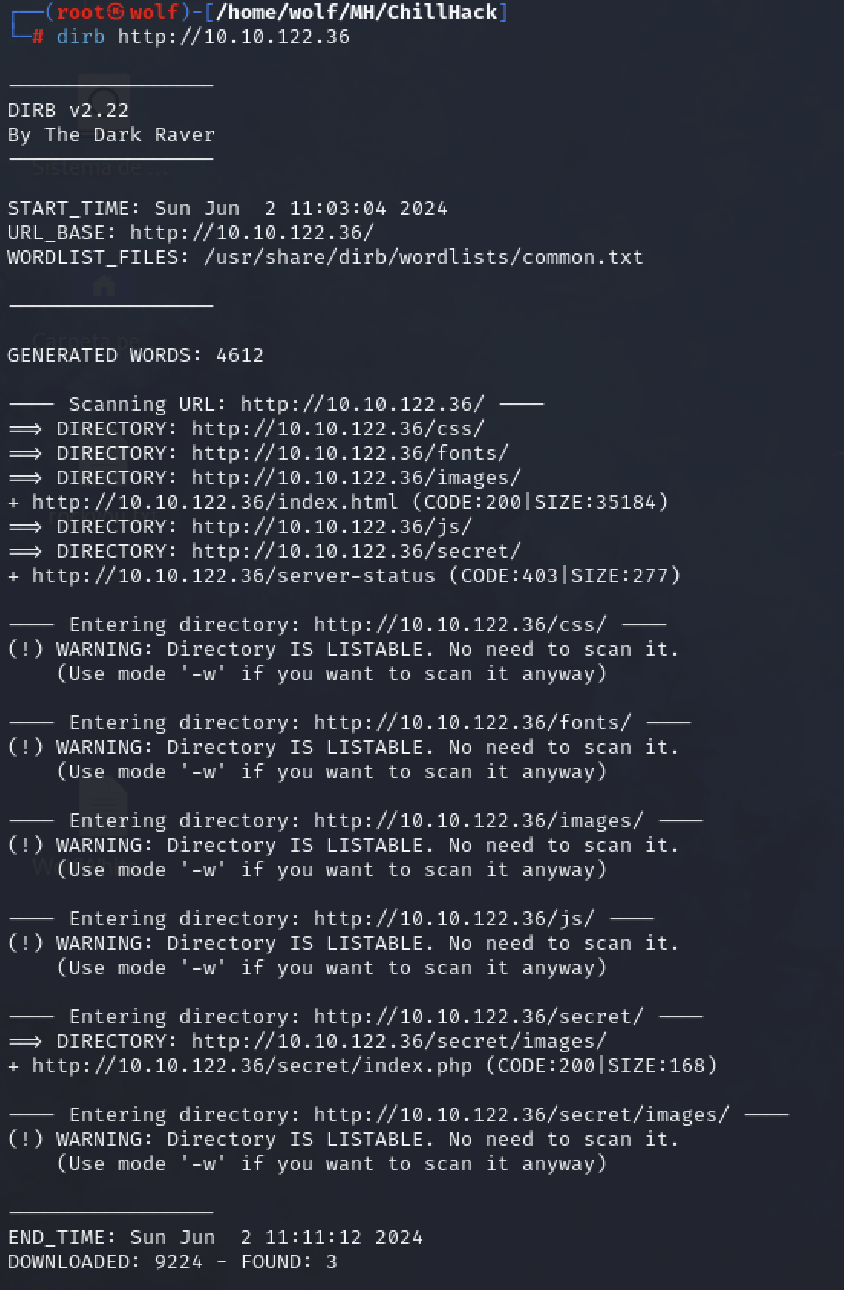 ┌──(root㉿wolf)-[/home/wolf/MH/ChillHack]
└─# dirb http://10.10.122.36
-----------------
DIRB v2.22
By The Dark Raver
-----------------
Sistema de ...
START_TIME: Sun Jun  2 11:03:04 2024
URL_BASE: http://10.10.122.36/
WORDLIST_FILES: /usr/share/dirb/wordlists/common.txt
-----------------
GENERATED WORDS: 4612
---- Scanning URL: http://10.10.122.36/ ----
==> DIRECTORY: http://10.10.122.36/css/
==> DIRECTORY: http://10.10.122.36/fonts/
==> DIRECTORY: http://10.10.122.36/images/
+ http://10.10.122.36/index.html (CODE:200|SIZE:35184)
==> DIRECTORY: http://10.10.122.36/js/
==> DIRECTORY: http://10.10.122.36/secret/
+ http://10.10.122.36/server-status (CODE:403|SIZE:277)
---- Entering directory: http://10.10.122.36/css/ ----
(!) WARNING: Directory IS LISTABLE. No need to scan it.
    (Use mode '-w' if you want to scan it anyway)
---- Entering directory: http://10.10.122.36/fonts/ ----
(!) WARNING: Directory IS LISTABLE. No need to scan it.
    (Use mode '-w' if you want to scan it anyway)
---- Entering directory: http://10.10.122.36/images/ ----
(!) WARNING: Directory IS LISTABLE. No need to scan it.
    (Use mode '-w' if you want to scan it anyway)
---- Entering directory: http://10.10.122.36/js/ ----
(!) WARNING: Directory IS LISTABLE. No need to scan it.
    (Use mode '-w' if you want to scan it anyway)
---- Entering directory: http://10.10.122.36/secret/ ----
==> DIRECTORY: http://10.10.122.36/secret/images/
+ http://10.10.122.36/secret/index.php (CODE:200|SIZE:168)
---- Entering directory: http://10.10.122.36/secret/images/ ----
(!) WARNING: Directory IS LISTABLE. No need to scan it.
    (Use mode '-w' if you want to scan it anyway)
-----------------
END_TIME: Sun Jun  2 11:11:12 2024
DOWNLOADED: 9224 - FOUND: 3